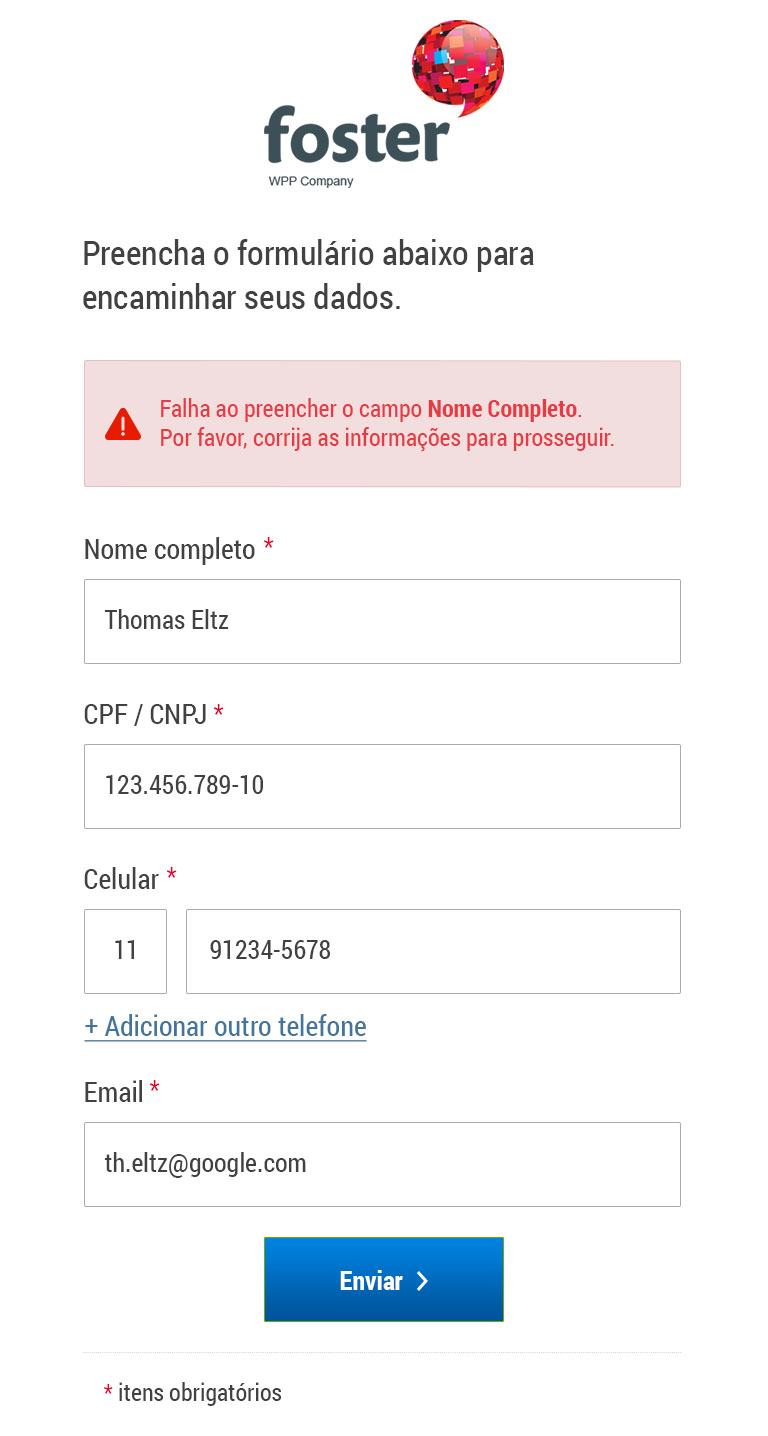 foster
WPP Company
Preencha o formulário abaixo para
encaminhar seus dados.
Falha ao preencher o campo Nome Completo.
Por favor, corrija as informações para prosseguir.
Nome completo *
Thomas Eltz
CPF / CNPJ *
123.456.789-10
Celular *
11 91234-5678
+ Adicionar outro telefone
Email *
th.eltz@google.com
Enviar >
* itens obrigatórios